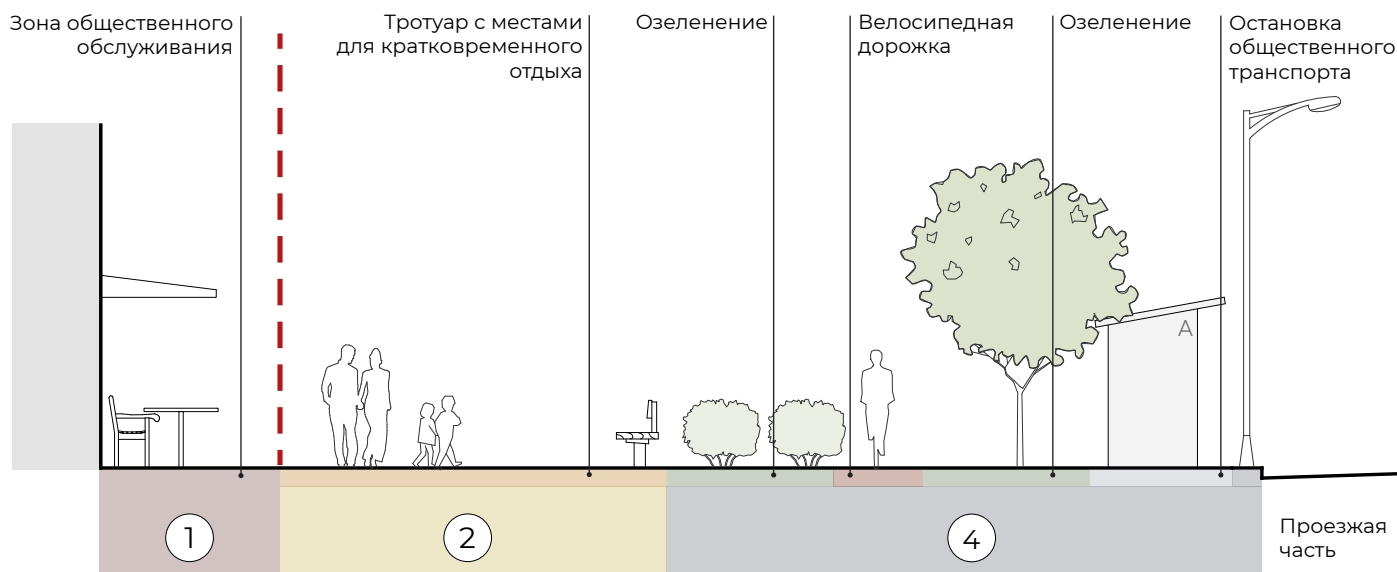 Зона общественного
обслуживания
Тротуар с местами
для кратковременного
отдыха
Озеленение
Велосипедная
дорожка
Озеленение
Остановка
общественного
транспорта
А
1
2
4
Проезжая
часть